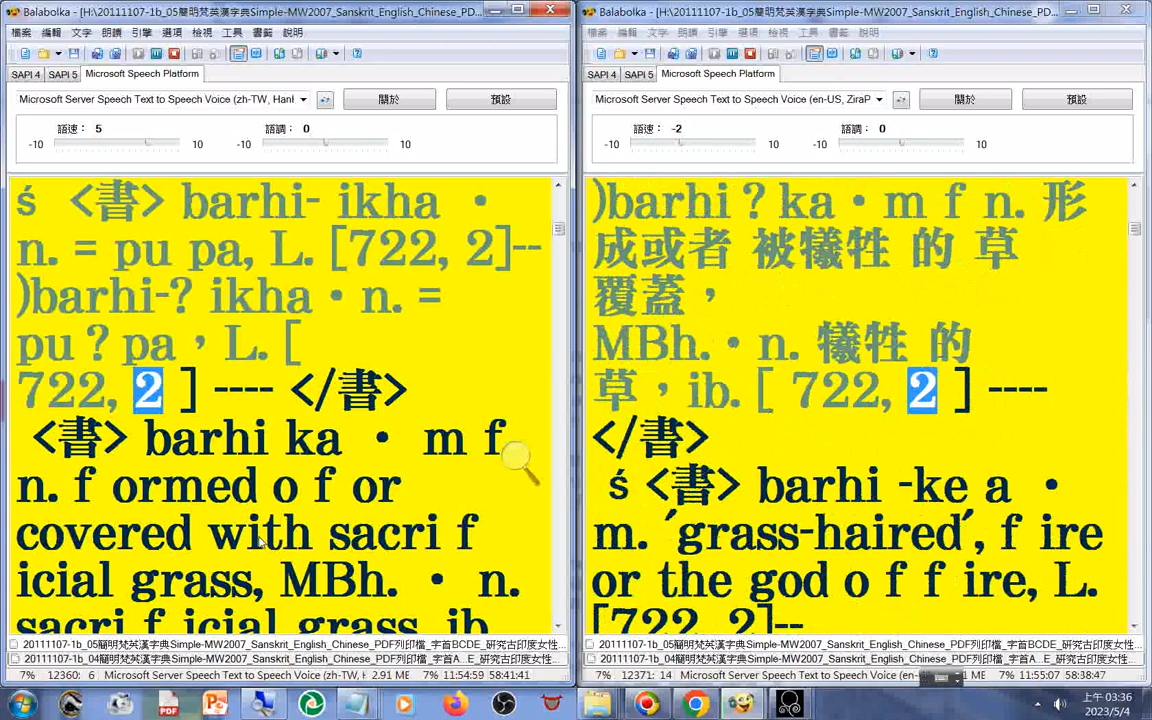 Balabolka - [H:\20111107-1b_05簡明梵英漢字典Simple-MW2007_Sanskrit_English_Chinese_PD...
檔案 編輯 文字 朗讀 引擎 選項 檢視 工具 書籤 說明
SAPI 4 SAPI 5 Microsoft Speech Platform
Microsoft Server Speech Text to Speech Voice (zh-TW, HanI 關於 預設
語速： 5 語調： 0
-10 10 -10 10
ś <書> barhi- ikha •
n. = pu pa, L. [722, 2]--
)barhi-? ikha • n. =
pu ? pa，L. [
722, 2 ] ---- </書>
<書> barhi ka • m f
n. f ormed o f or
covered with sacri f
icial grass, MBh. • n.
sacri f icial grass, ib.
20111107-1b_05簡明梵英漢字典Simple-MW2007_Sanskrit_English_Chinese_PDF列印檔_字首BCDE_研究古印度女性...
20111107-1b_04簡明梵英漢字典Simple-MW2007_Sanskrit_English_Chinese_PDF列印檔_字首A...E_研究古印度女性...
7% 12360: 6 Microsoft Server Speech Text to Speech Voice (zh-TW, H 2.91 MB 7% 11:54:59 58:41:41
Balabolka - [H:\20111107-1b_05簡明梵英漢字典Simple-MW2007_Sanskrit_English_Chinese_PD...
檔案 編輯 文字 朗讀 引擎 選項 檢視 工具 書籤 說明
SAPI 4 SAPI 5 Microsoft Speech Platform
Microsoft Server Speech Text to Speech Voice (en-US, ZiraP 關於 預設
語速： -2 語調： 0
-10 10 -10 10
)barhi ? ka • m f n. 形
成或者 被犧牲 的 草
覆蓋，
MBh. • n. 犧牲 的
草，ib. [ 722, 2 ] ----
</書>
ś <書> barhi -ke a •
m. 'grass-haired', f ire
or the god o f f ire, L.
[722, 2]--
20111107-1b_05簡明梵英漢字典Simple-MW2007_Sanskrit_English_Chinese_PDF列印檔_字首BCDE_研究古印度女性...
20111107-1b_04簡明梵英漢字典Simple-MW2007_Sanskrit_English_Chinese_PDF列印檔_字首A...E_研究古印度女性...
7% 12371: 14 Microsoft Server Speech Text to Speech Voice (en-US 7% 11:55:07 58:38:47
上午 03:36
2023/5/4